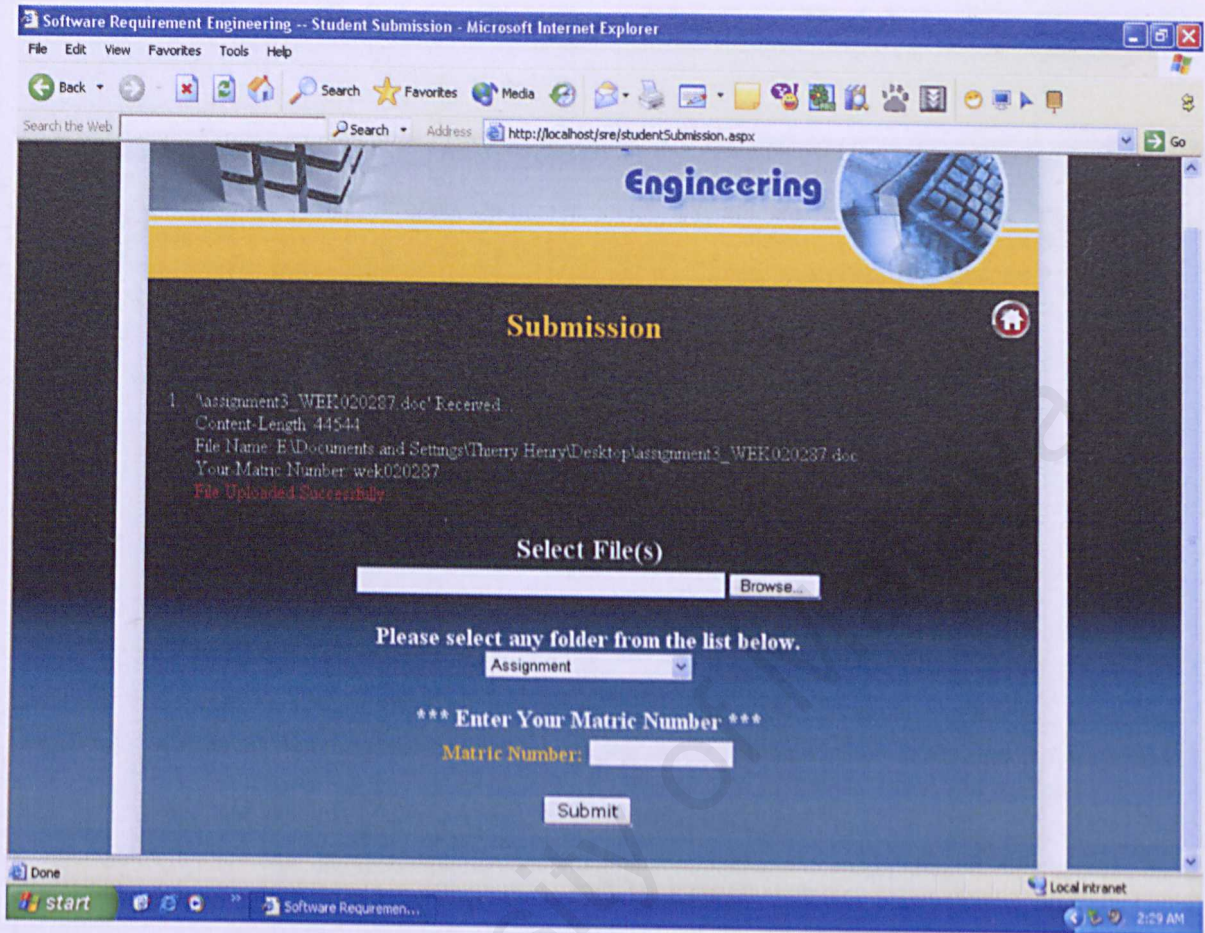 Software Requirement Engineering -- Student Submission - Microsoft Internet Explorer
File Edit View Favorites Tools Help
Back Search Favorites Media
Search the Web Search Address http://localhost/sre/studentSubmission.aspx Go
Engineering
Submission
1. '\assignment3_WEK020287.doc' Received...
Content-Length: 44544
File Name: E:\Documents and Settings\Thierry Henry\Desktop\assignment3_WEK020287.doc
Your Matric Number: wek020287
File Uploaded Successfully
Select File(s)
Browse...
Please select any folder from the list below.
Assignment
*** Enter Your Matric Number ***
Matric Number:
Submit
Done
Local intranet
start
Software Requiremen...
2:29 AM